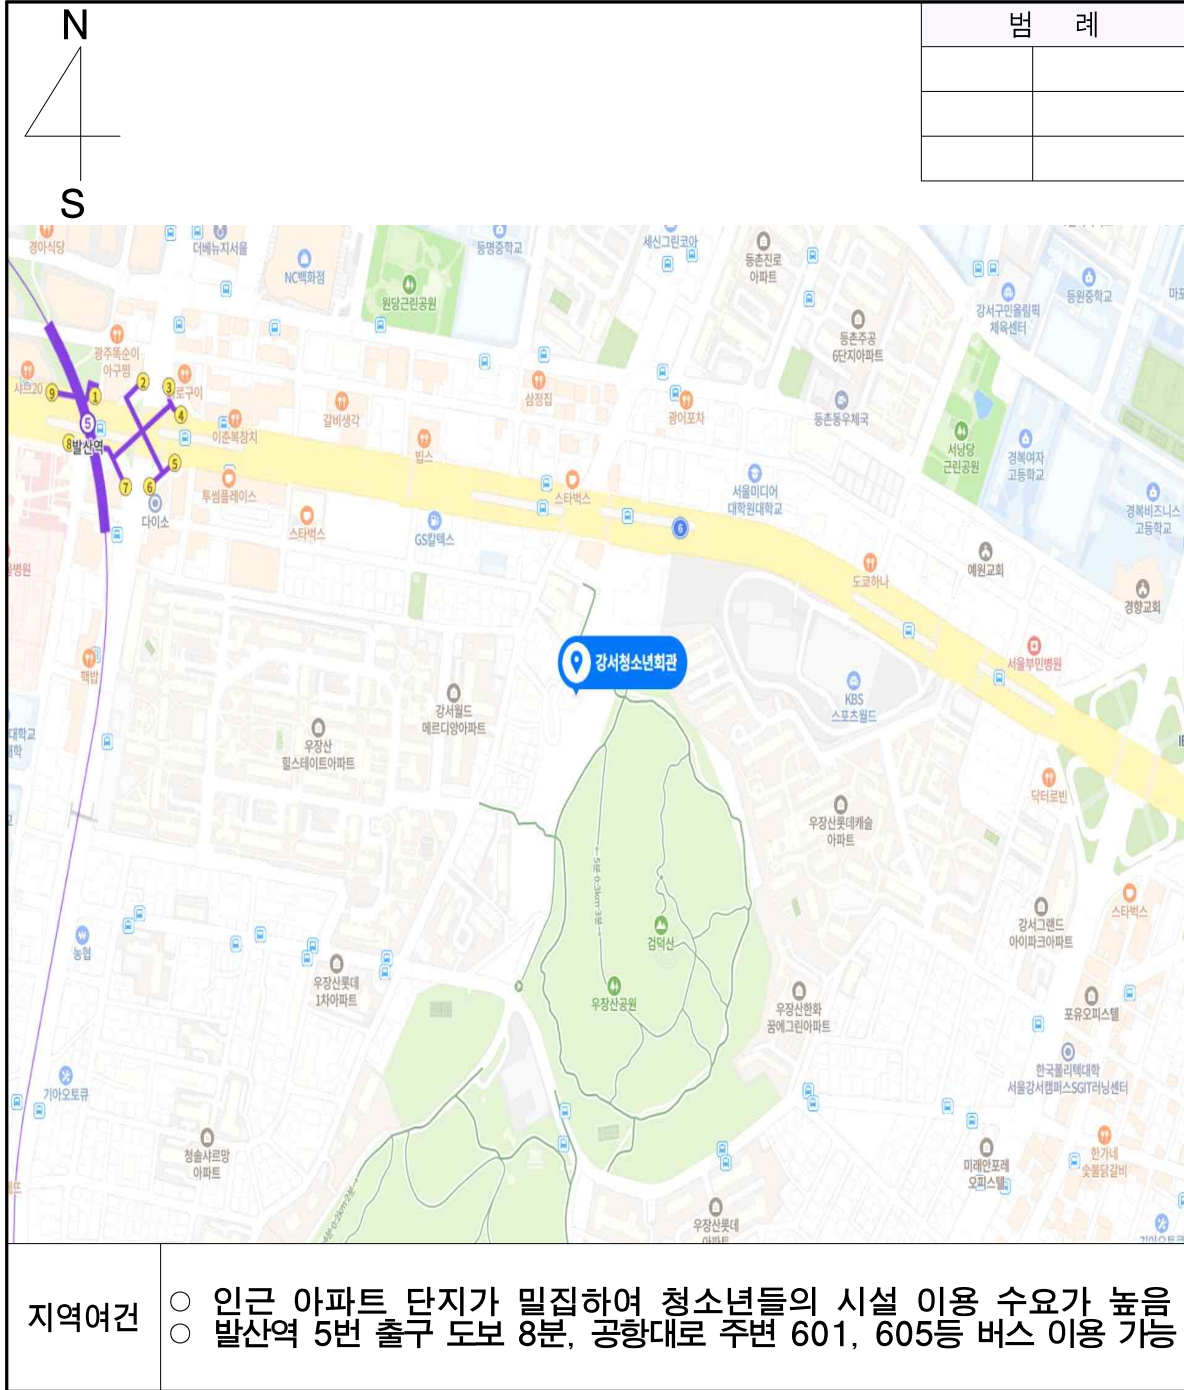 N
S
범 례
경아식당
더베뉴지서울
NC백화점
원당근린공원
등명중학교
세신그린코아
등촌진로
아파트
강서구민올림픽
체육센터
등원중학교
광주똑순이
아구찜
샤브20
9
1
2
3
4
5
8
발산역
7
6
5
다이소
이춘복참치
투썸플레이스
갈비생각
스타벅스
빕스
GS칼텍스
삼정집
스타벅스
광어포차
등촌주공
6단지아파트
등촌동우체국
서울미디어
대학원대학교
6
서낭당
근린공원
경복여자
고등학교
경복비즈니스
고등학교
예원교회
경향교회
도쿄하나
서울부민병원
핵밥
강서청소년회관
강서월드
메르디앙아파트
우장산
힐스테이트아파트
KBS
스포츠월드
닥터로빈
우장산롯데캐슬
아파트
강서그랜드
아이파크아파트
스타벅스
농협
우장산롯데
1차아파트
검덕산
우장산공원
우장산한화
꿈에그린아파트
포유오피스텔
한국폴리텍대학
서울강서캠퍼스SGIT러닝센터
기아오토큐
청솔샤르망
아파트
미래안포레
오피스텔
한가네
숯불닭갈비
우장산롯데
아파트
지역여건
○ 인근 아파트 단지가 밀집하여 청소년들의 시설 이용 수요가 높음
○ 발산역 5번 출구 도보 8분, 공항대로 주변 601, 605등 버스 이용 가능